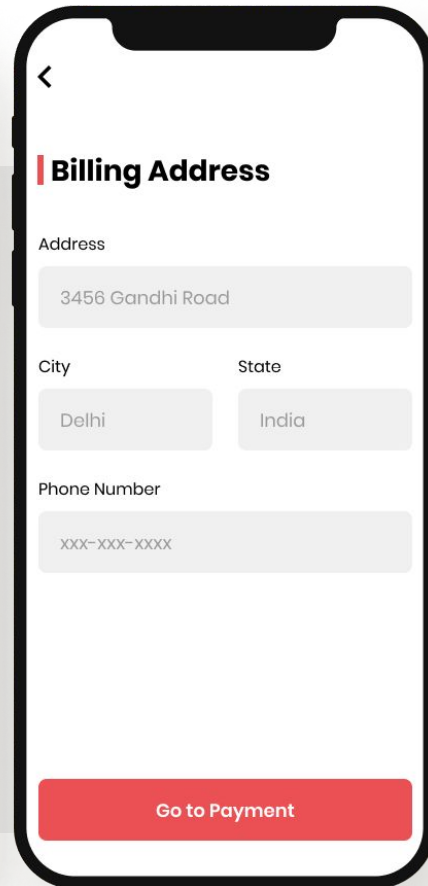 Billing Address
Address
3456 Gandhi Road
City State
Delhi India
Phone Number
xxx-xxx-xxxx
Go to Payment